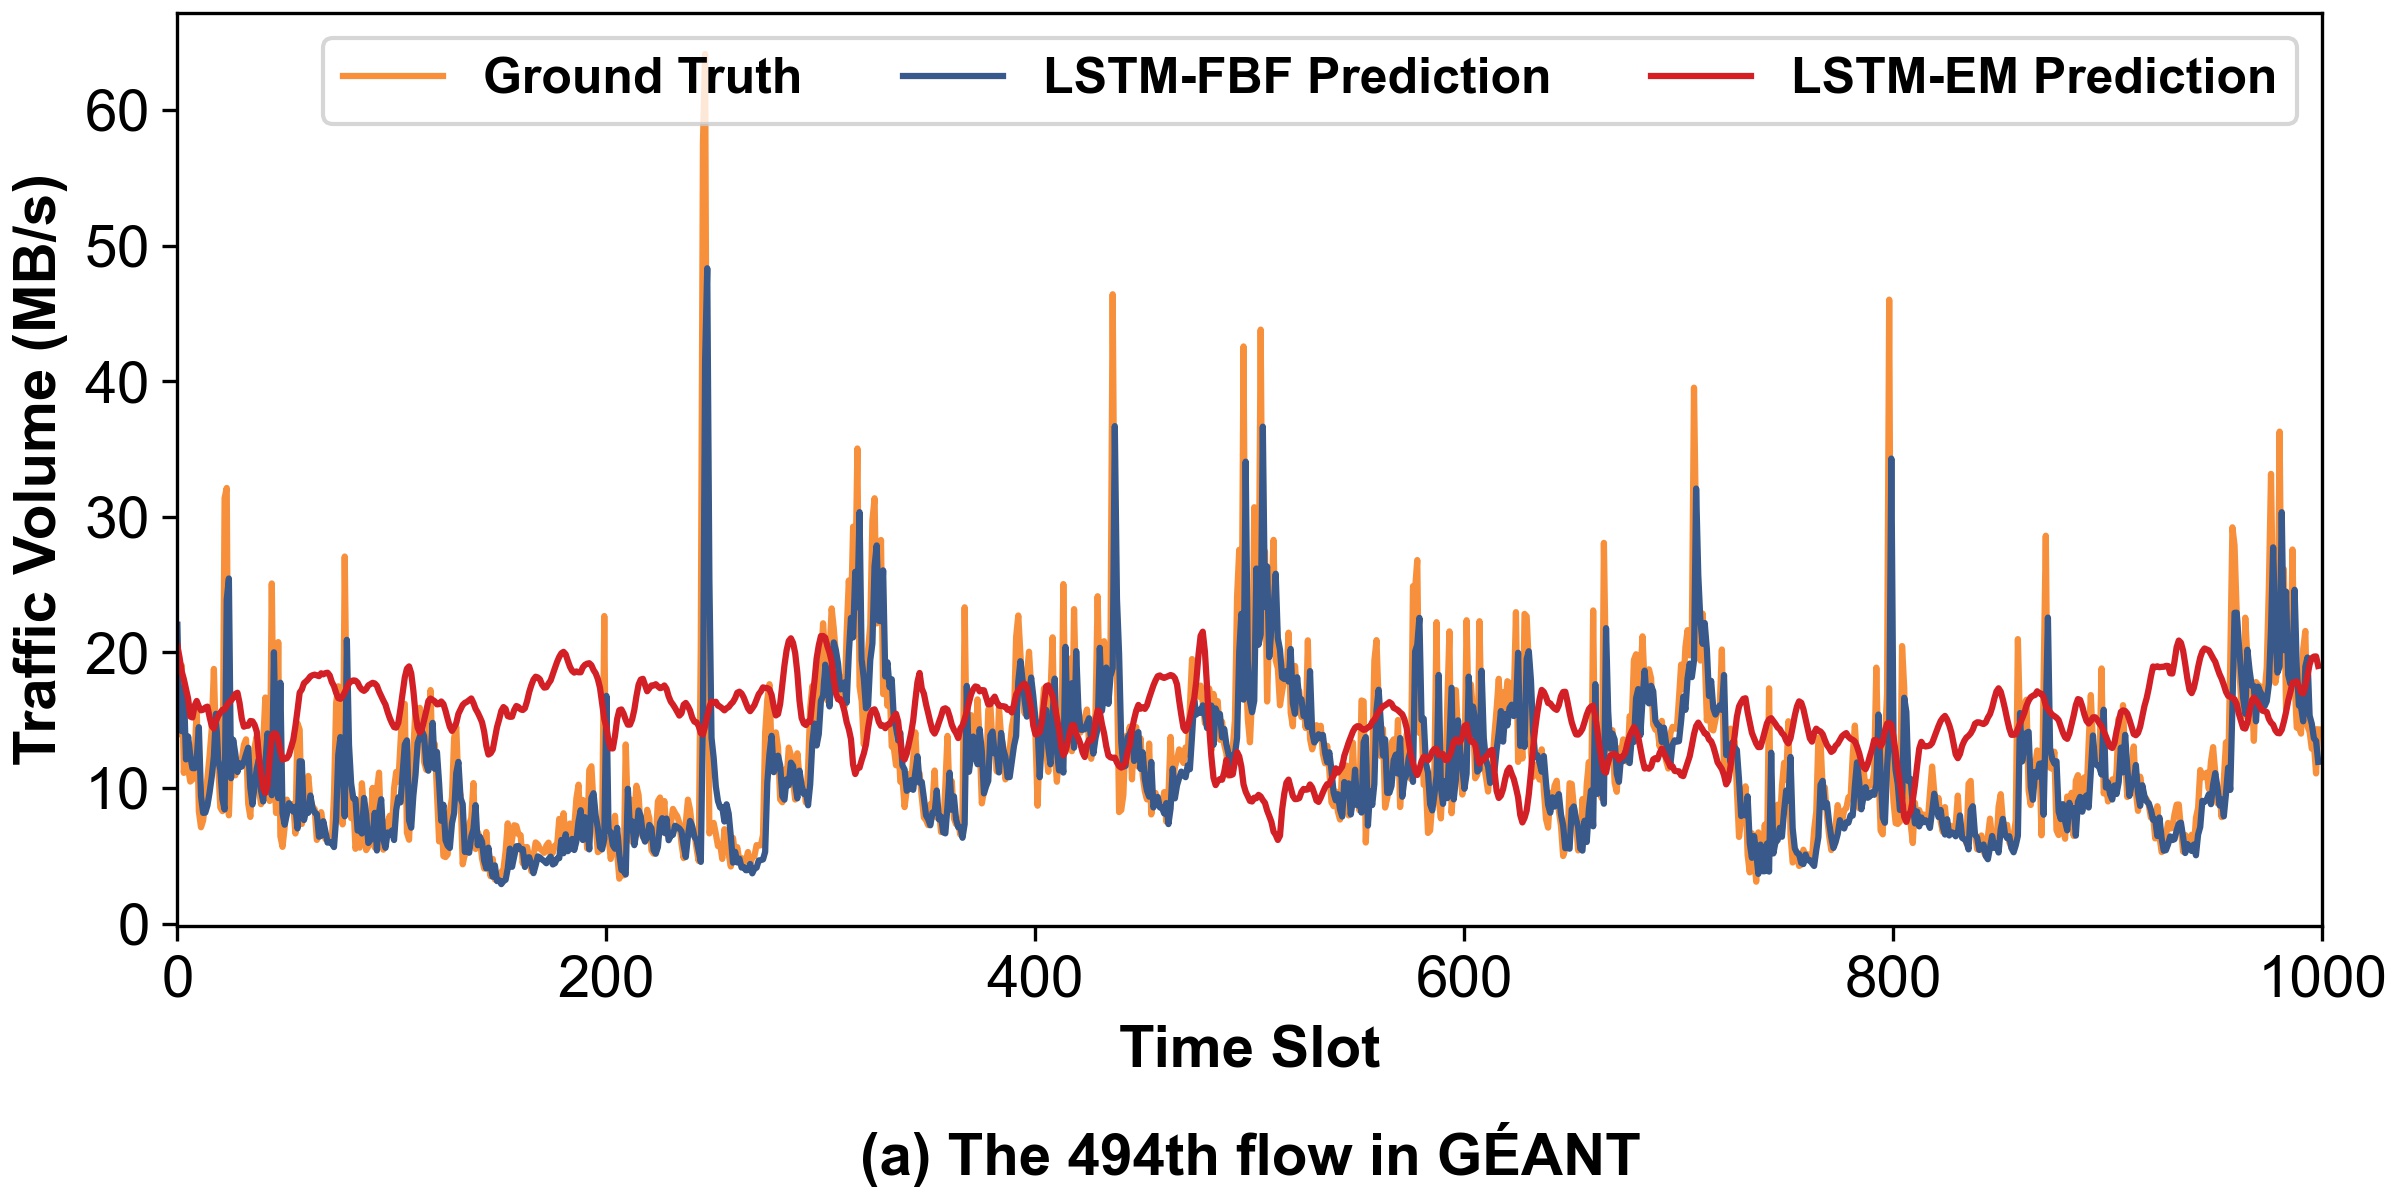 Ground Truth LSTM-FBF Prediction LSTM-EM Prediction
Traffic Volume (MB/s)
60
50
40
30
20
10
0
0 200 400 600 800 1000
Time Slot
(a) The 494th flow in GÉANT